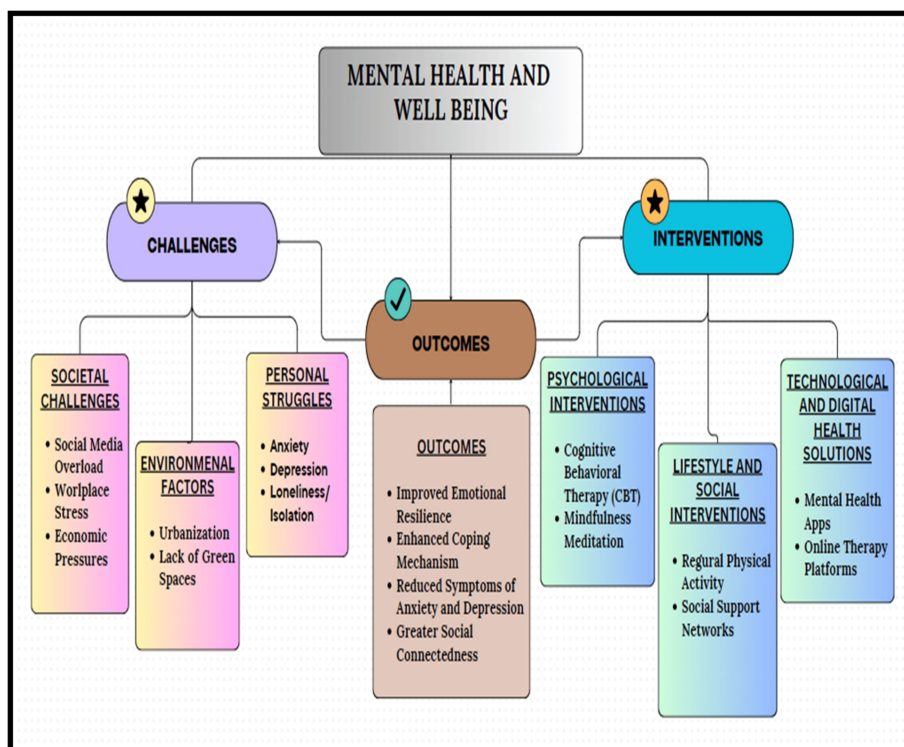 MENTAL HEALTH AND
WELL BEING
CHALLENGES
INTERVENTIONS
OUTCOMES
SOCIETAL
CHALLENGES
• Social Media
Overload
• Worlplace
Stress
• Economic
Pressures
ENVIRONMENAL
FACTORS
• Urbanization
• Lack of Green
Spaces
PERSONAL
STRUGGLES
• Anxiety
• Depression
• Loneliness/
Isolation
OUTCOMES
• Improved Emotional
Resilience
• Enhanced Coping
Mechanism
• Reduced Symptoms of
Anxiety and Depression
• Greater Social
Connectedness
PSYCHOLOGICAL
INTERVENTIONS
• Cognitive
Behavioral
Therapy (CBT)
• Mindfulness
Meditation
LIFESTYLE AND
SOCIAL
INTERVENTIONS
• Regural Physical
Activity
• Social Support
Networks
TECHNOLOGICAL
AND DIGITAL
HEALTH
SOLUTIONS
• Mental Health
Apps
• Online Therapy
Platforms